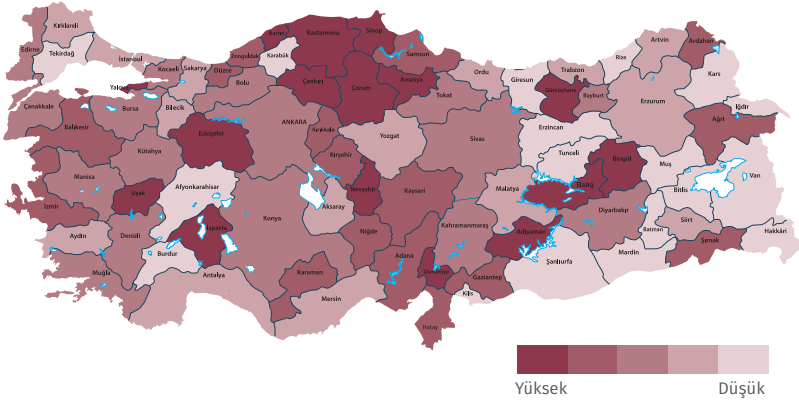 Kırklareli
Edirne
Tekirdağ
İstanbul
Kocaeli
Sakarya
Yalova
Düzce
Zonguldak
Bartın
Karabük
Kastamonu
Sinop
Samsun
Bolu
Çankırı
Çorum
Amasya
Tokat
Ordu
Giresun
Trabzon
Gümüşhane
Bayburt
Rize
Artvin
Ardahan
Kars
Iğdır
Ağrı
Erzurum
Erzincan
Çanakkale
Balıkesir
Bursa
Bilecik
Eskişehir
ANKARA
Kırıkkale
Yozgat
Sivas
Tunceli
Bingöl
Muş
Bitlis
Van
Kütahya
Manisa
Uşak
Afyonkarahisar
İzmir
Kırşehir
Nevşehir
Kayseri
Malatya
Elazığ
Diyarbakır
Batman
Siirt
Şırnak
Hakkâri
Aydın
Denizli
Muğla
Burdur
Isparta
Antalya
Konya
Aksaray
Niğde
Karaman
Mersin
Adana
Osmaniye
Hatay
Kahramanmaraş
Gaziantep
Kilis
Adıyaman
Şanlıurfa
Mardin
Yüksek
Düşük